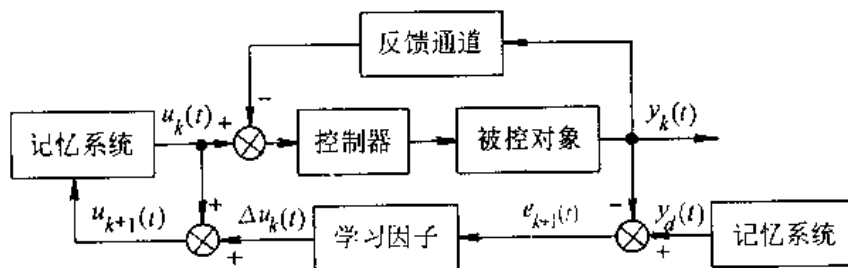 反馈通道
−
u_k(t)
+
y_k(t)
记忆系统
控制器
被控对象
u_{k+1}(t)
+
Δu_k(t)
+
学习因子
e_{k+1}(t)
−
y_d(t)
+
记忆系统